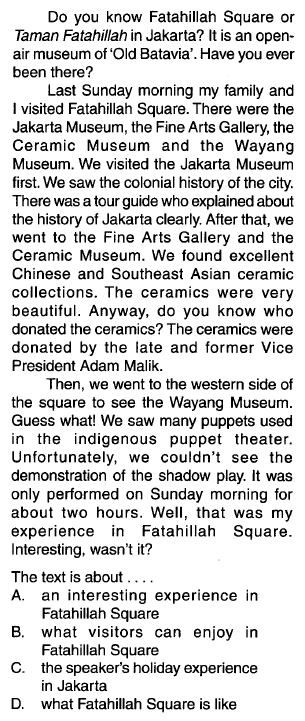 Do you know Fatahillah Square or
Taman Fatahillah in Jakarta? It is an open-
air museum of ‘Old Batavia’. Have you ever
been there?
Last Sunday morning my family and
I visited Fatahillah Square. There were the
Jakarta Museum, the Fine Arts Gallery, the
Ceramic Museum and the Wayang
Museum. We visited the Jakarta Museum
first. We saw the colonial history of the city.
There was a tour guide who explained about
the history of Jakarta clearly. After that, we
went to the Fine Arts Gallery and the
Ceramic Museum. We found excellent
Chinese and Southeast Asian ceramic
collections. The ceramics were very
beautiful. Anyway, do you know who
donated the ceramics? The ceramics were
donated by the late and former Vice
President Adam Malik.
Then, we went to the western side of
the square to see the Wayang Museum.
Guess what! We saw many puppets used
in the indigenous puppet theater.
Unfortunately, we couldn’t see the
demonstration of the shadow play. It was
only performed on Sunday morning for
about two hours. Well, that was my
experience in Fatahillah Square.
Interesting, wasn’t it?
The text is about ....
A. an interesting experience in
Fatahillah Square
B. what visitors can enjoy in
Fatahillah Square
C. the speaker’s holiday experience
in Jakarta
D. what Fatahillah Square is like